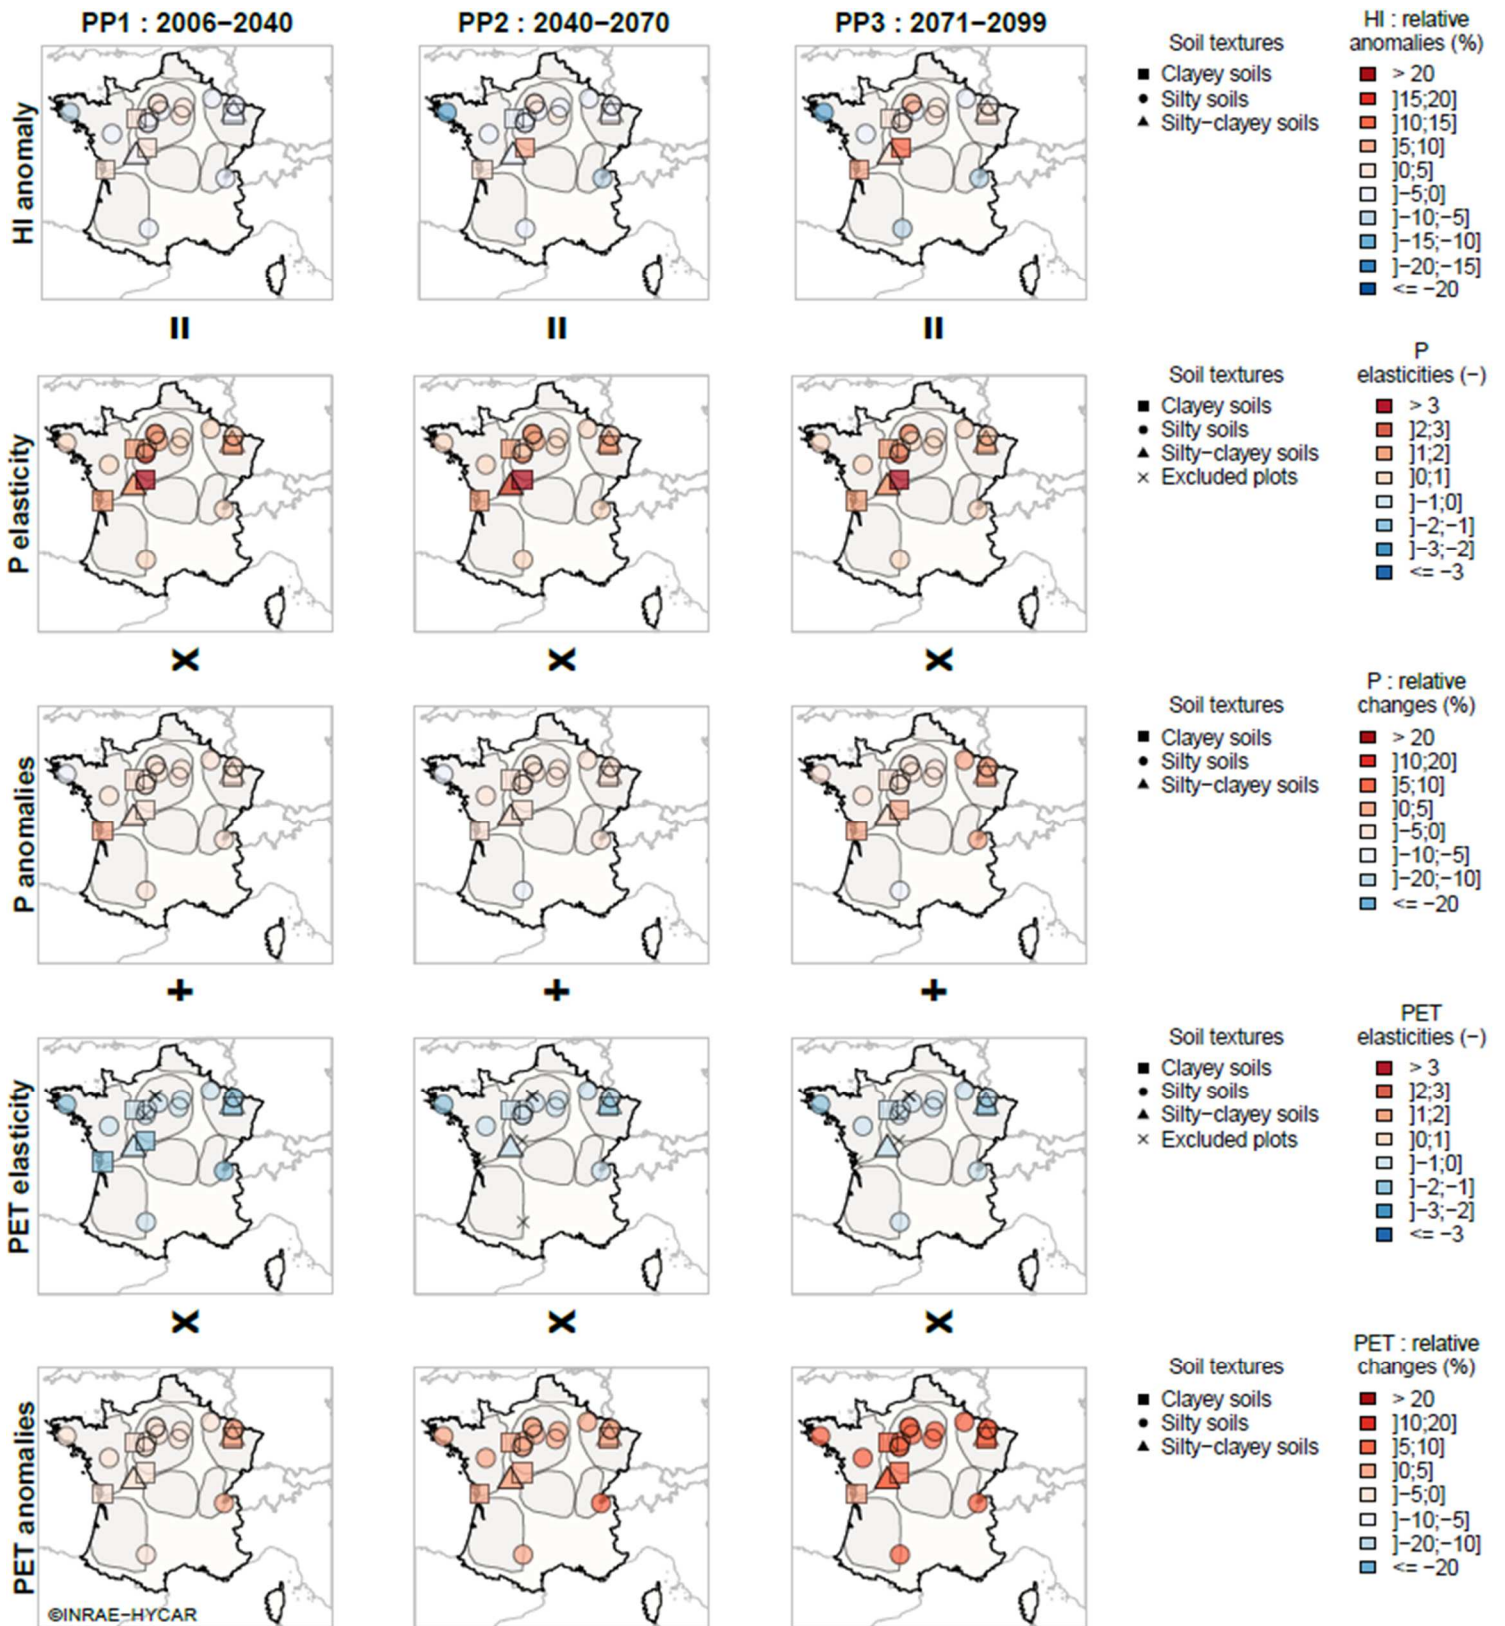 PP1 : 2006−2040
PP2 : 2040−2070
PP3 : 2071−2099
HI anomaly
Soil textures
■ Clayey soils
● Silty soils
▲ Silty−clayey soils
HI : relative
anomalies (%)
> 20
]15;20]
]10;15]
]5;10]
]0;5]
]−5;0]
]−10;−5]
]−15;−10]
]−20;−15]
<= −20
= = =
P elasticity
Soil textures
■ Clayey soils
● Silty soils
▲ Silty−clayey soils
× Excluded plots
P
elasticities (−)
> 3
]2;3]
]1;2]
]0;1]
]−1;0]
]−2;−1]
]−3;−2]
<= −3
x x x
P anomalies
Soil textures
■ Clayey soils
● Silty soils
▲ Silty−clayey soils
P : relative
changes (%)
> 20
]10;20]
]5;10]
]0;5]
]−5;0]
]−10;−5]
]−20;−10]
<= −20
+ + +
PET elasticity
Soil textures
■ Clayey soils
● Silty soils
▲ Silty−clayey soils
× Excluded plots
PET
elasticities (−)
> 3
]2;3]
]1;2]
]0;1]
]−1;0]
]−2;−1]
]−3;−2]
<= −3
x x x
PET anomalies
Soil textures
■ Clayey soils
● Silty soils
▲ Silty−clayey soils
PET : relative
changes (%)
> 20
]10;20]
]5;10]
]0;5]
]−5;0]
]−10;−5]
]−20;−10]
<= −20
©INRAE−HYCAR